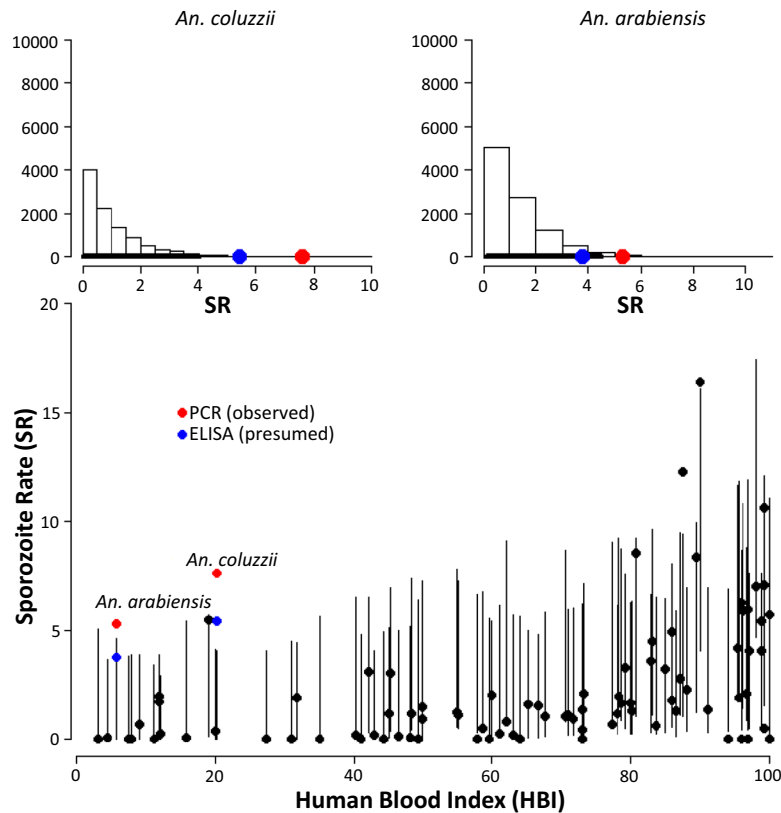 An. coluzzii
An. arabiensis
10000
8000
6000
4000
2000
0
0 2 4 6 8 10
SR
10000
8000
6000
4000
2000
0
0 2 4 6 8 10
SR
Sporozoite Rate (SR)
20
15
10
5
0
PCR (observed)
ELISA (presumed)
An. coluzzii
An. arabiensis
0 20 40 60 80 100
Human Blood Index (HBI)